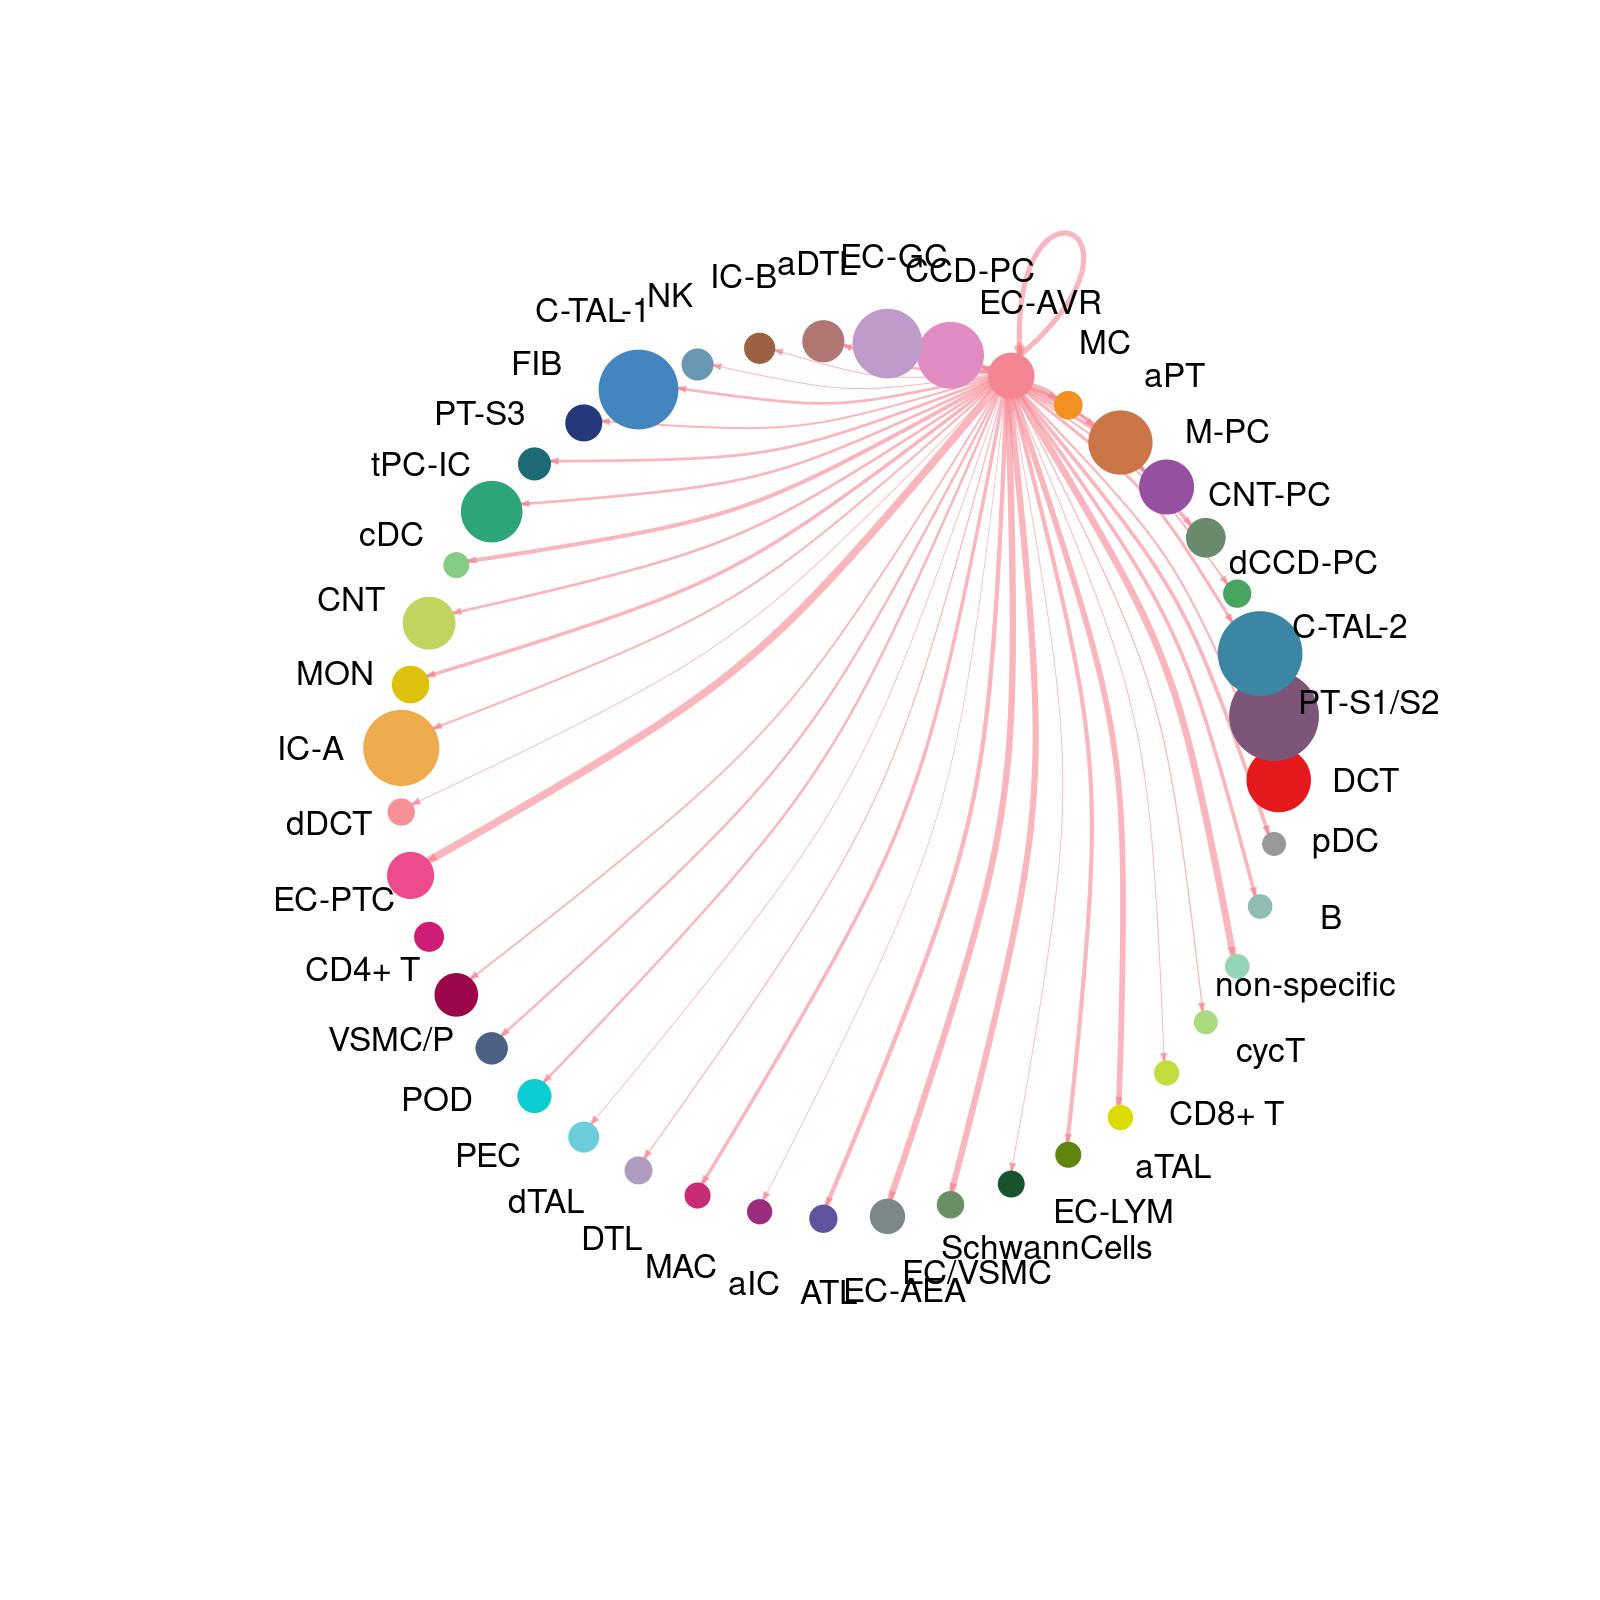 EC-GC
aDTL
CCD-PC
IC-B
NK
EC-AVR
C-TAL-1
MC
FIB
aPT
PT-S3
M-PC
tPC-IC
CNT-PC
cDC
dCCD-PC
CNT
C-TAL-2
MON
PT-S1/S2
IC-A
DCT
dDCT
pDC
EC-PTC
B
CD4+ T
non-specific
VSMC/P
cycT
POD
CD8+ T
PEC
aTAL
dTAL
EC-LYM
DTL
SchwannCells
MAC
EC/VSMC
aIC
ATL
EC-AEA